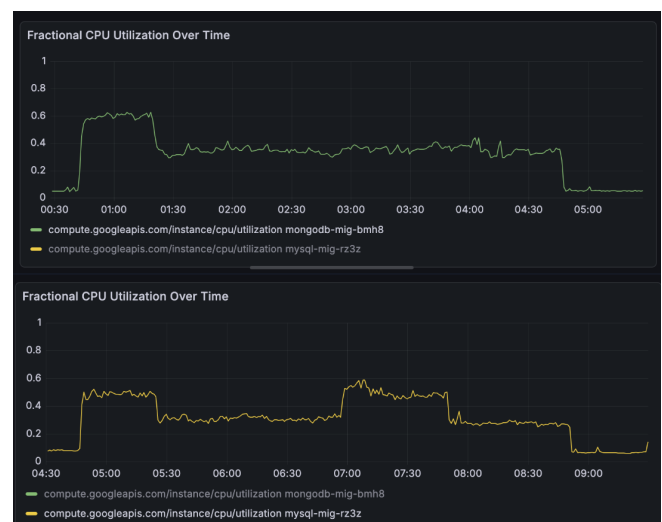 Fractional CPU Utilization Over Time
1
0.8
0.6
0.4
0.2
0
00:30 01:00 01:30 02:00 02:30 03:00 03:30 04:00 04:30 05:00
compute.googleapis.com/instance/cpu/utilization mongodb-mig-bmh8
compute.googleapis.com/instance/cpu/utilization mysql-mig-rz3z
Fractional CPU Utilization Over Time
1
0.8
0.6
0.4
0.2
0
04:30 05:00 05:30 06:00 06:30 07:00 07:30 08:00 08:30 09:00
compute.googleapis.com/instance/cpu/utilization mongodb-mig-bmh8
compute.googleapis.com/instance/cpu/utilization mysql-mig-rz3z